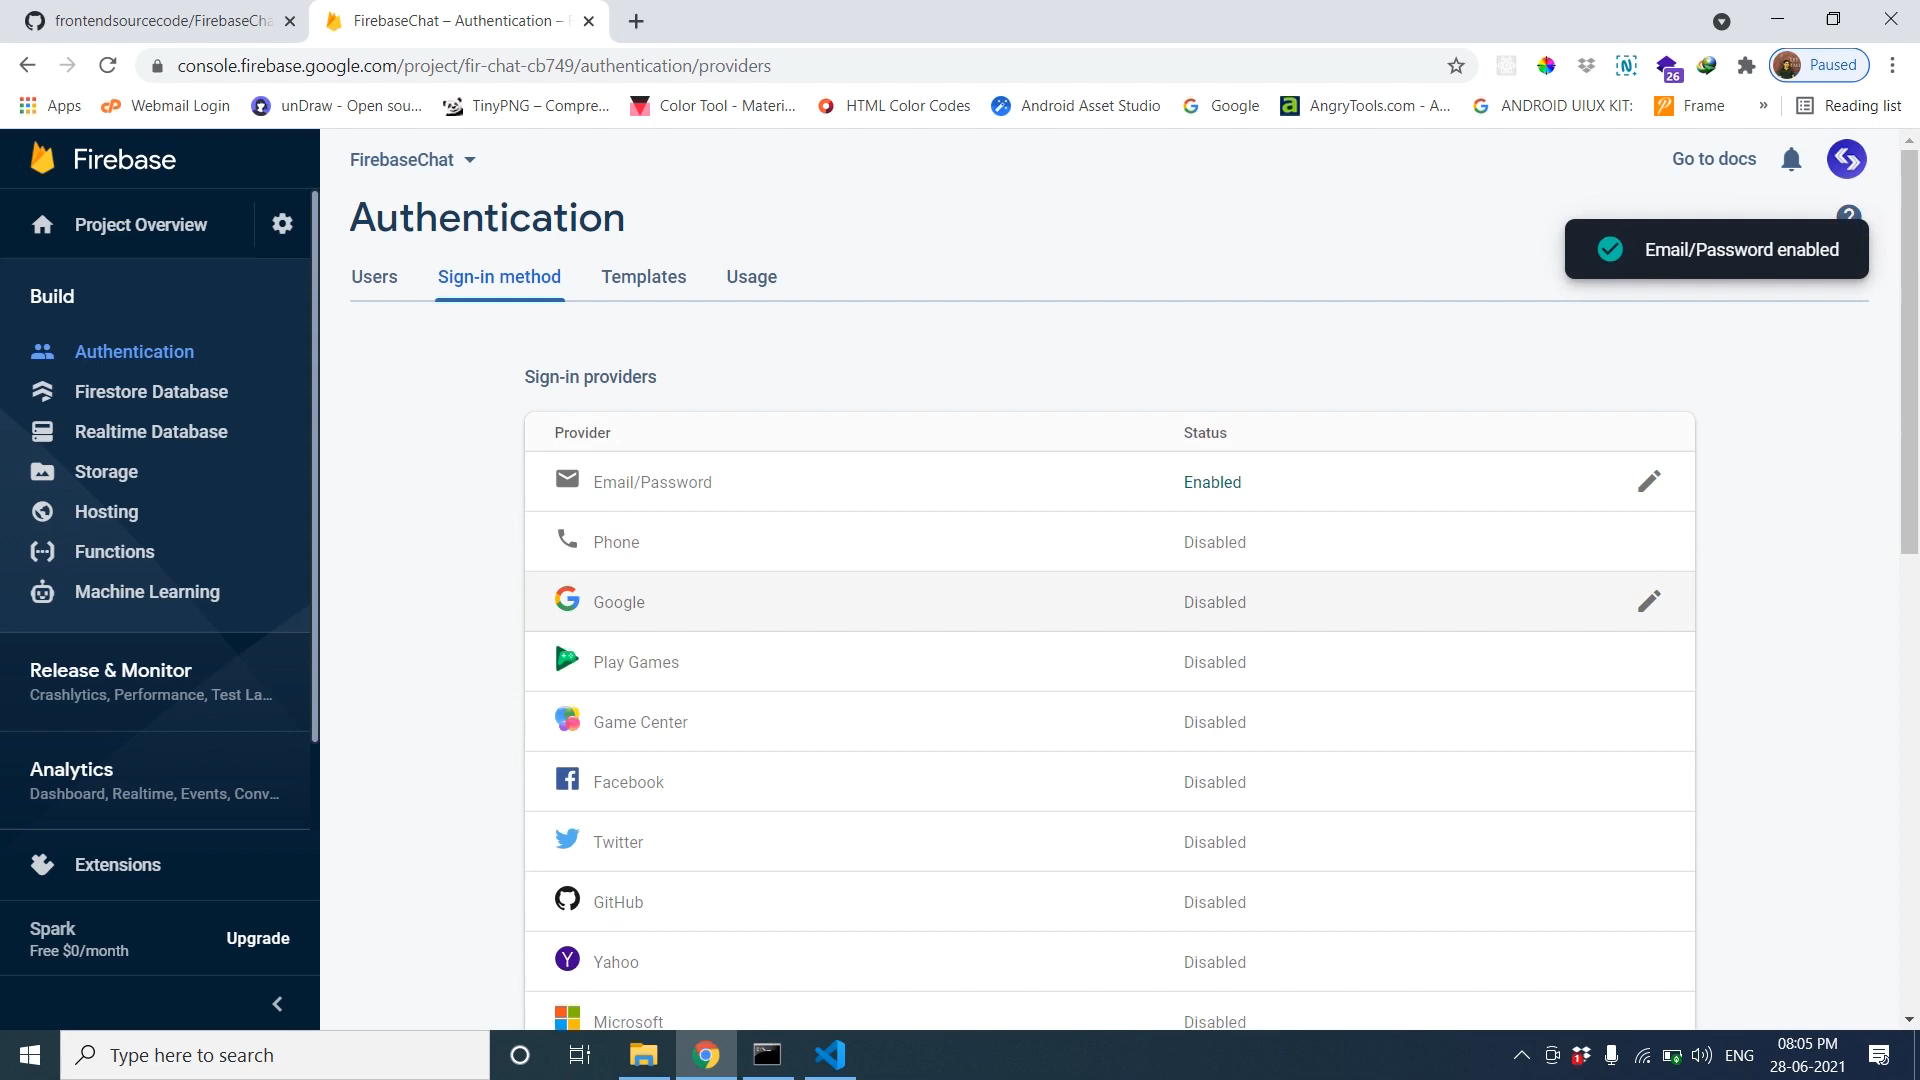 frontendsourcecode/FirebaseCha
FirebaseChat – Authentication –
console.firebase.google.com/project/fir-chat-cb749/authentication/providers
26
Paused
Apps
Webmail Login
unDraw - Open sou...
TinyPNG – Compre...
Color Tool - Materi...
HTML Color Codes
Android Asset Studio
Google
AngryTools.com - A...
ANDROID UIUX KIT:
Frame
»
Reading list
Firebase
FirebaseChat
Go to docs
Project Overview
Authentication
?
Email/Password enabled
Users
Sign-in method
Templates
Usage
Build
Authentication
Firestore Database
Realtime Database
Storage
Hosting
Functions
Machine Learning
Release & Monitor
Crashlytics, Performance, Test La...
Analytics
Dashboard, Realtime, Events, Conv...
Extensions
Spark
Free $0/month
Upgrade
Sign-in providers
Provider
Status
Email/Password
Enabled
Phone
Disabled
Google
Disabled
Play Games
Disabled
Game Center
Disabled
Facebook
Disabled
Twitter
Disabled
GitHub
Disabled
Yahoo
Disabled
Microsoft
Disabled
Type here to search
1
ENG
08:05 PM
28-06-2021